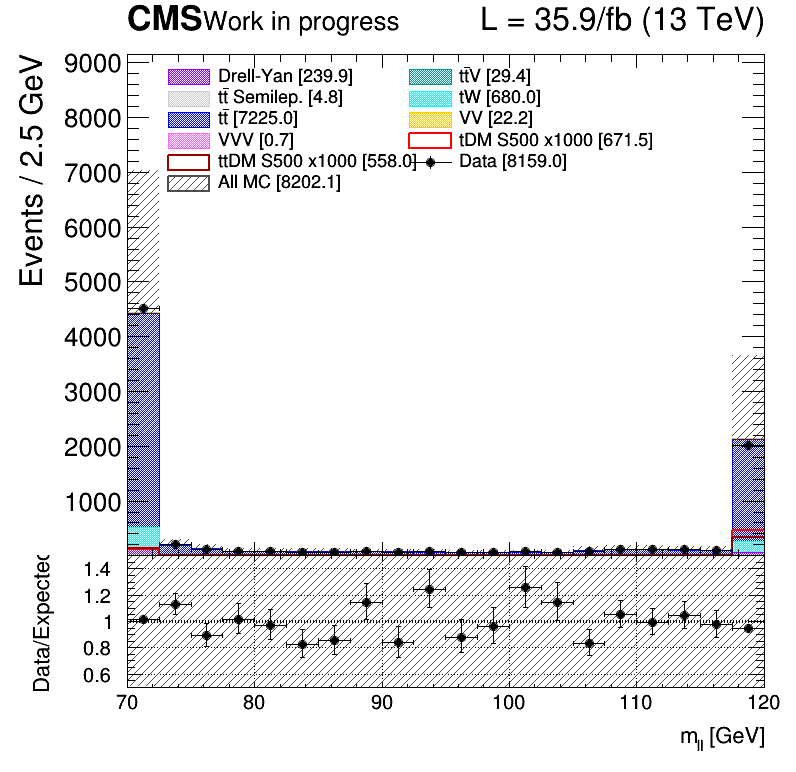 CMS Work in progress L = 35.9/fb (13 TeV)
Events / 2.5 GeV
9000
8000
7000
6000
5000
4000
3000
2000
1000
Drell-Yan [239.9] tt̄V [29.4]
tt̄ Semilep. [4.8] tW [680.0]
tt̄ [7225.0] VV [22.2]
VVV [0.7] tDM S500 x1000 [671.5]
ttDM S500 x1000 [558.0] Data [8159.0]
All MC [8202.1]
Data/Expected
1.4
1.2
1
0.8
0.6
70 80 90 100 110 120
m_ll [GeV]